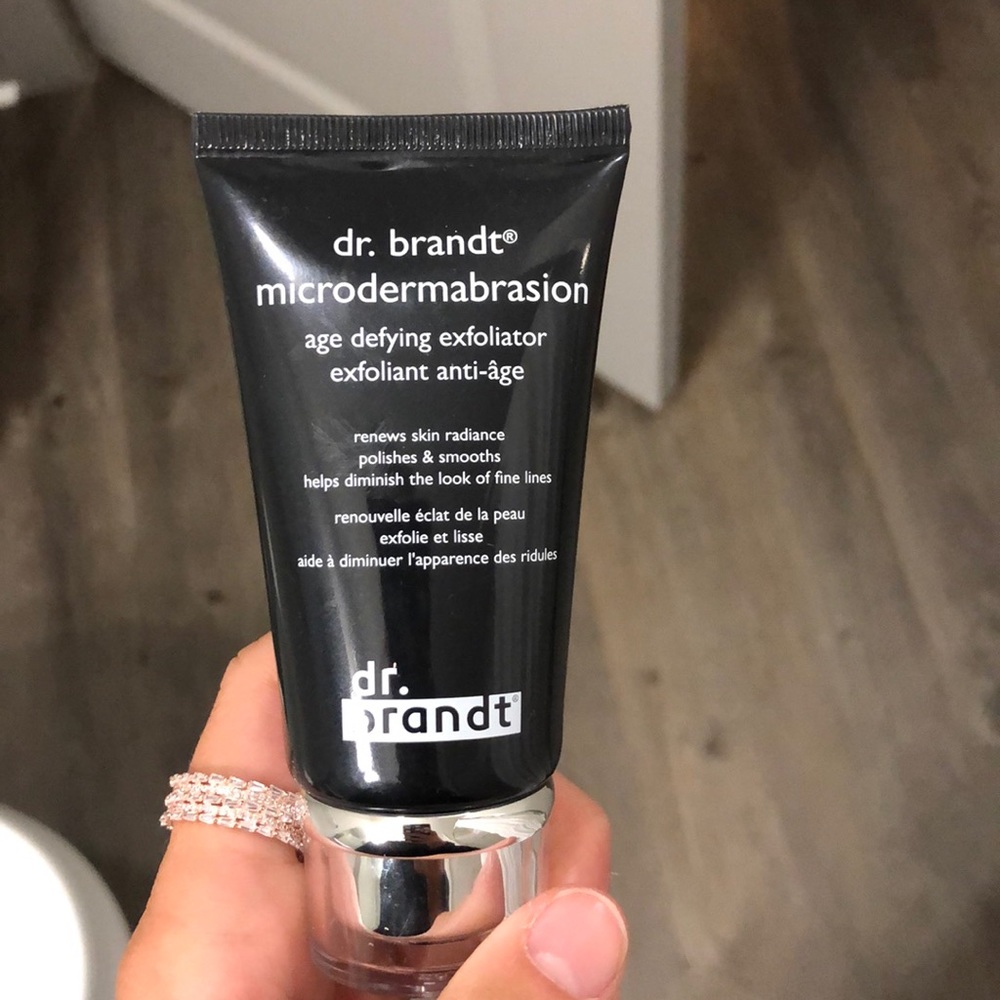 dr. brandt®
microdermabrasion
age defying exfoliator
exfoliant anti-âge
renews skin radiance
polishes & smooths
helps diminish the look of fine lines
renouvelle éclat de la peau
exfolie et lisse
aide à diminuer l'apparence des ridules
dr.
brandt®